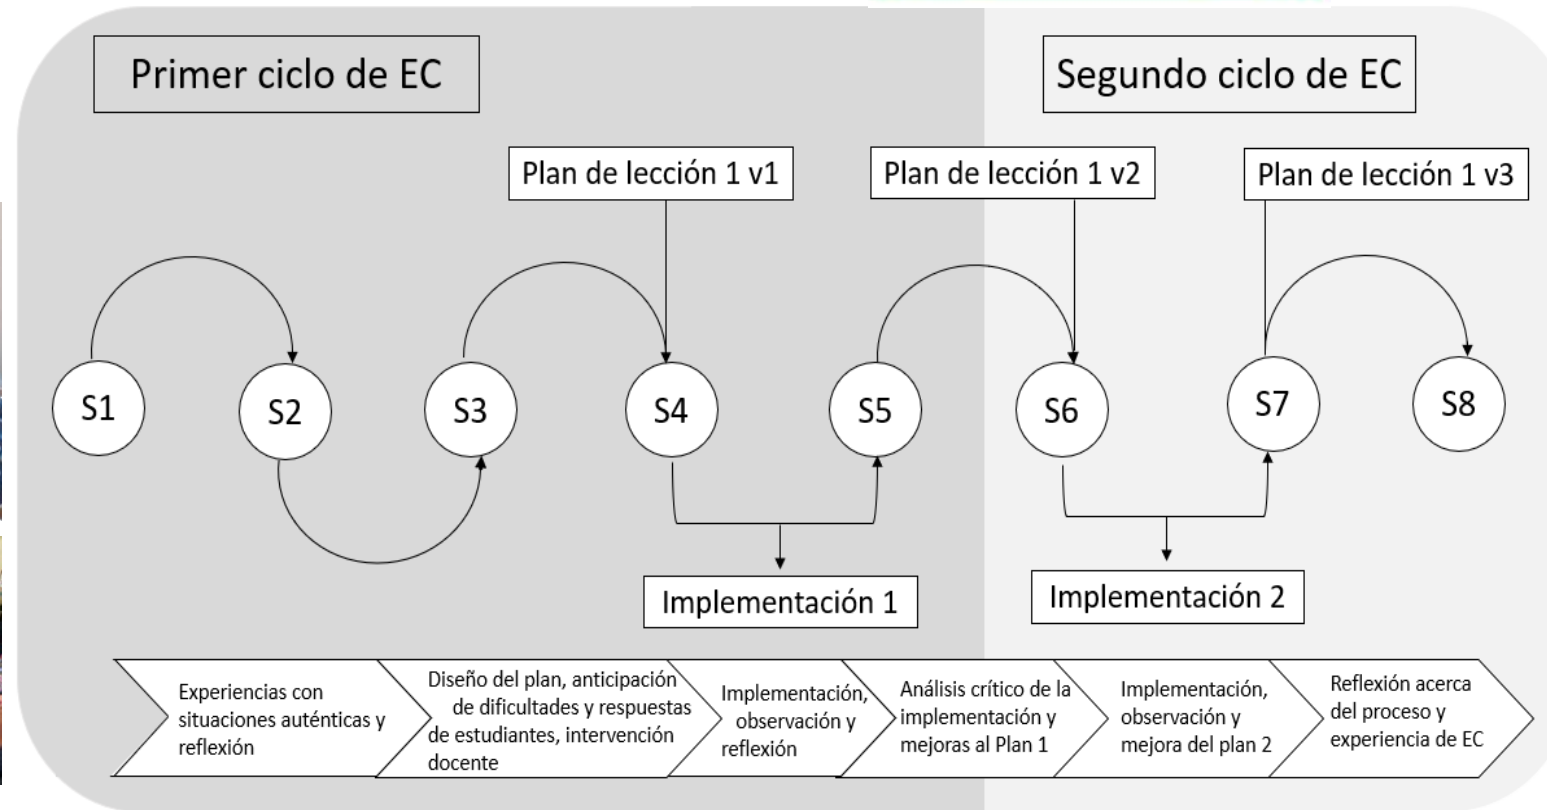 Primer ciclo de EC
Segundo ciclo de EC
Plan de lección 1 v1
Plan de lección 1 v2
Plan de lección 1 v3
S1
S2
S3
S4
S5
S6
S7
S8
Implementación 1
Implementación 2
Experiencias con
situaciones auténticas y
reflexión
Diseño del plan, anticipación
de dificultades y respuestas
de estudiantes, intervención
docente
Implementación,
observación y
reflexión
Análisis crítico de la
implementación y
mejoras al Plan 1
Implementación,
observación y
mejora del plan 2
Reflexión acerca
del proceso y
experiencia de EC